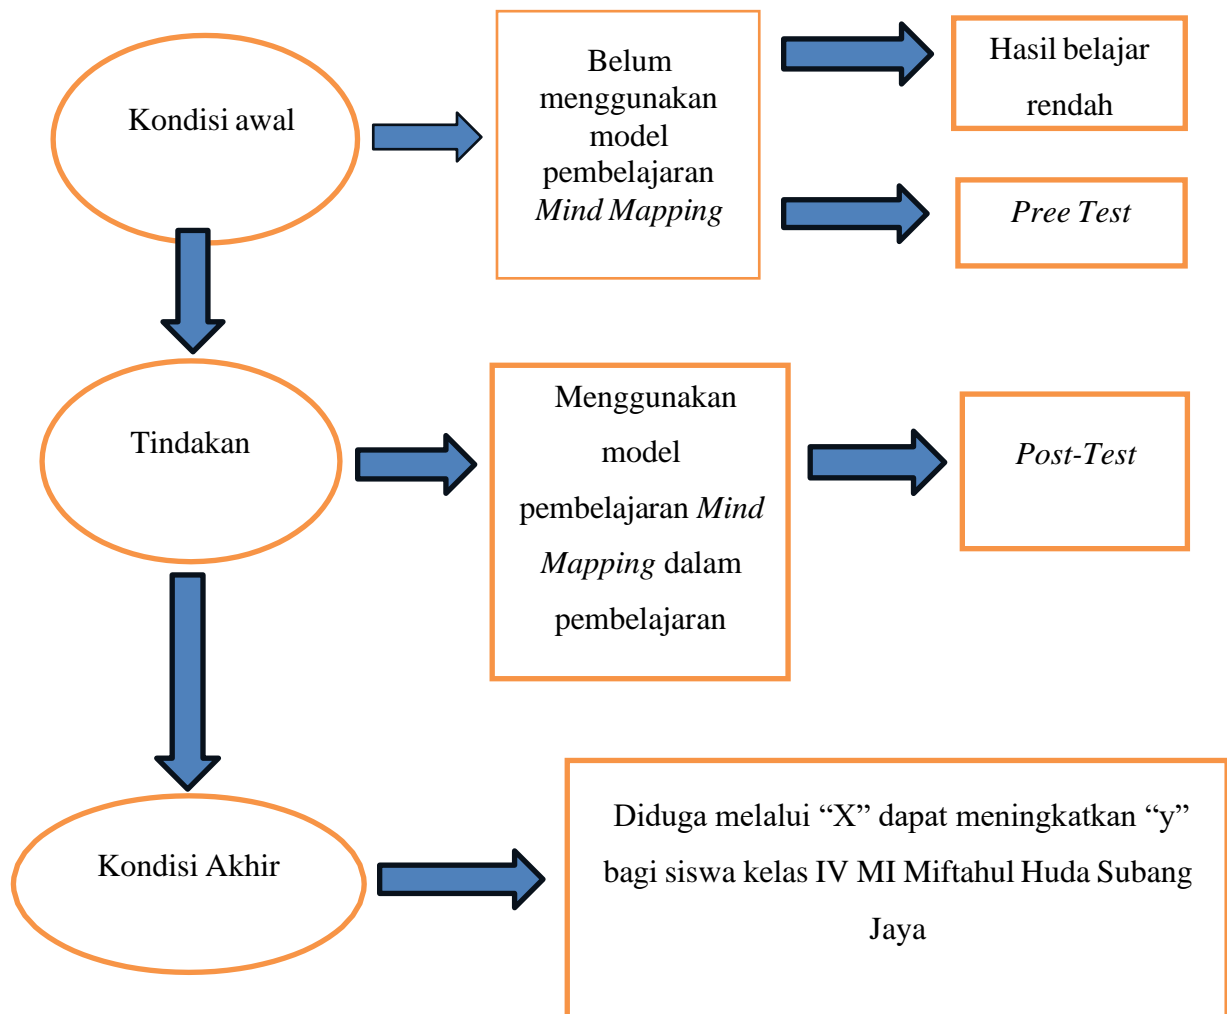 Kondisi awal
Belum
menggunakan
model
pembelajaran
Mind Mapping
Hasil belajar
rendah
Pree Test
Tindakan
Menggunakan
model
pembelajaran Mind
Mapping dalam
pembelajaran
Post-Test
Kondisi Akhir
Diduga melalui “X” dapat meningkatkan “y”
bagi siswa kelas IV MI Miftahul Huda Subang
Jaya